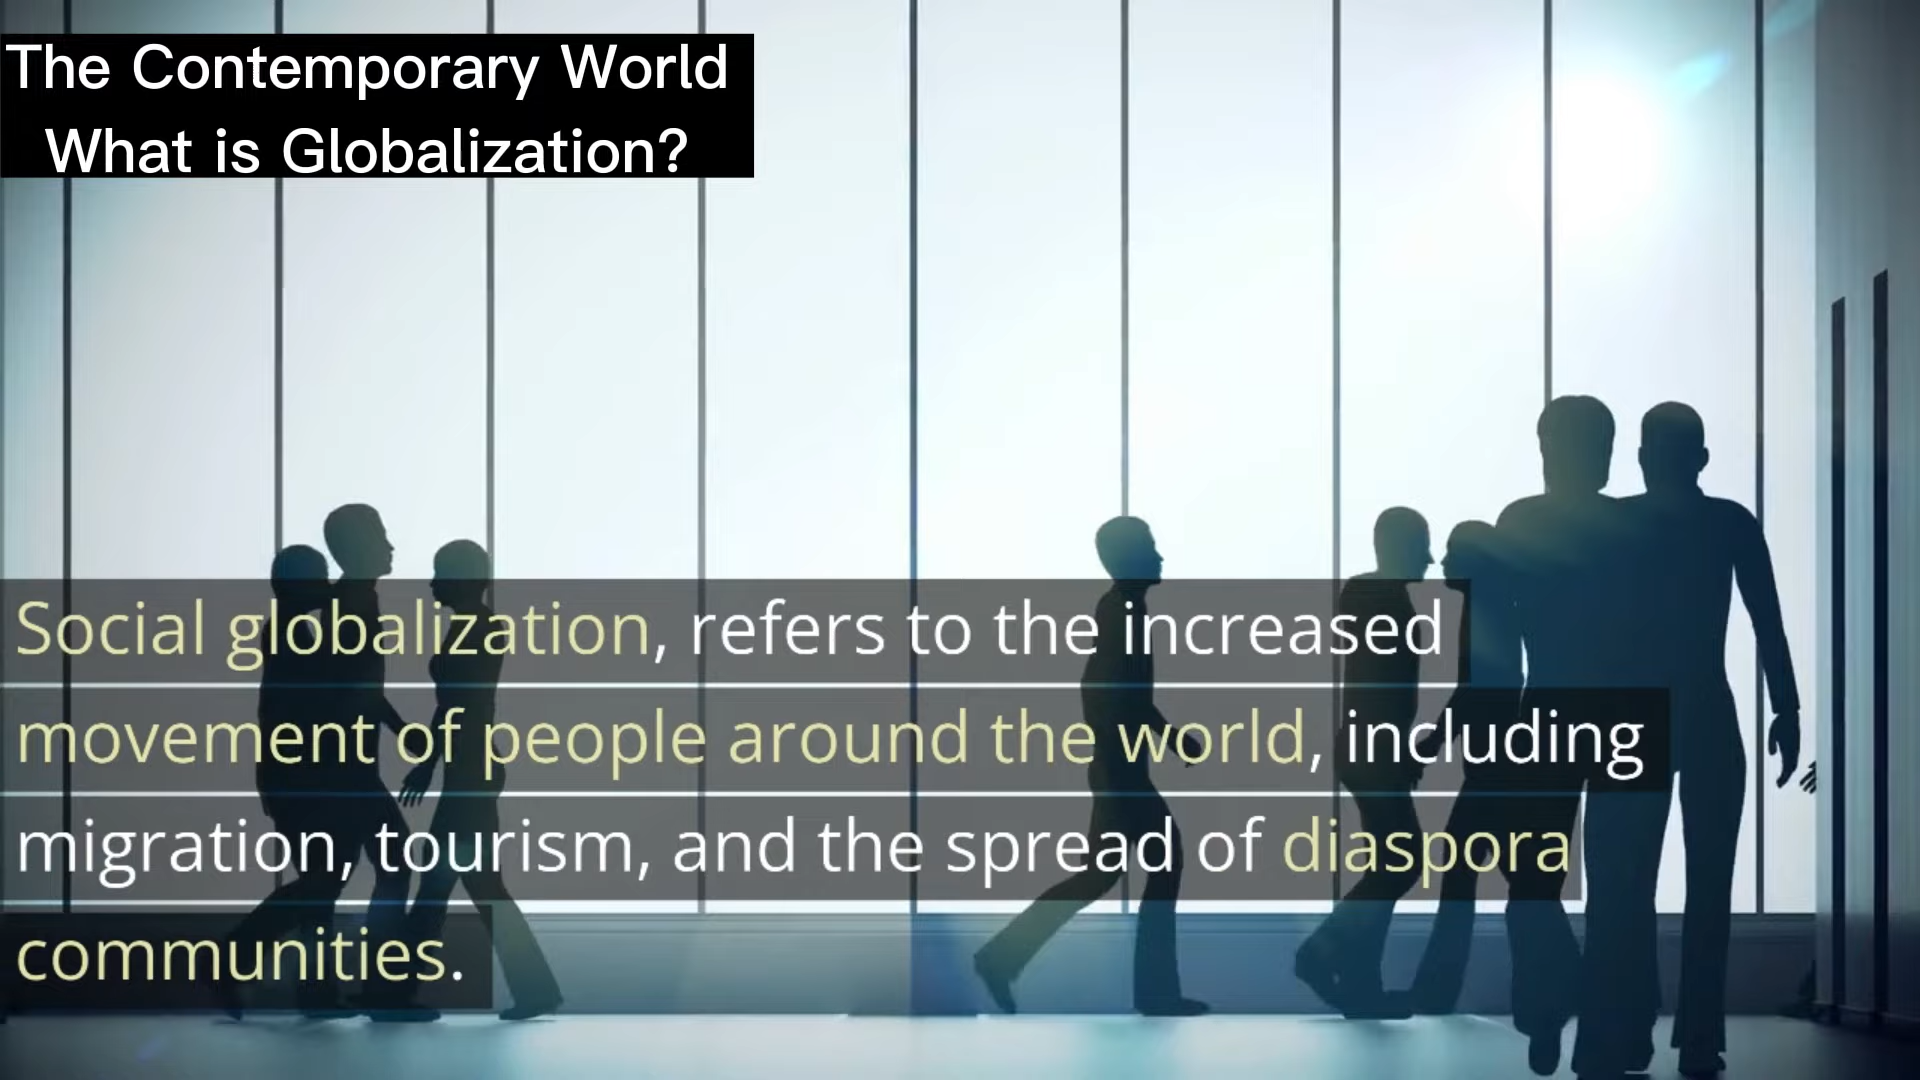 The Contemporary World
What is Globalization?
Social globalization, refers to the increased
movement of people around the world, including
migration, tourism, and the spread of diaspora
communities.